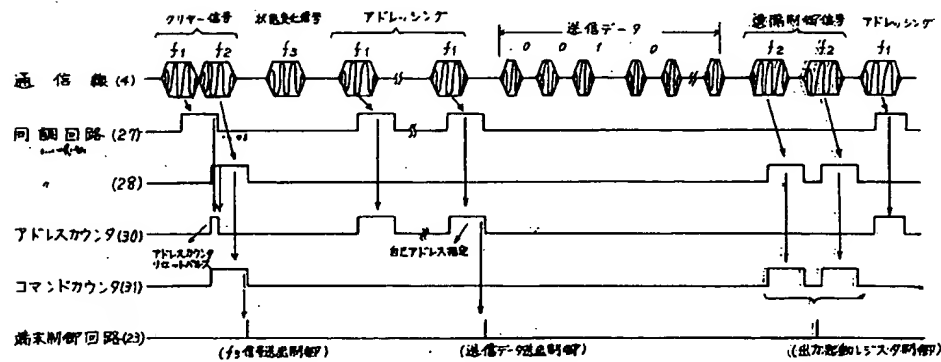 クリヤー信号 状態変化信号 アドレッシング 送信データ 遠隔制御信号 アドレッシング
f1 f2 f3 f1 f1 0 0 1 0 f2 f2 f1
通信線(4)
同調回路(27)
〃 (28)
アドレスカウンタ(30)
アドレスカウンタ
リセットパルス
自己アドレス指定
コマンドカウンタ(31)
端末制御回路(23)
(f3信号送出制御) (送信データ送出制御) (出力起動レジスタ制御)